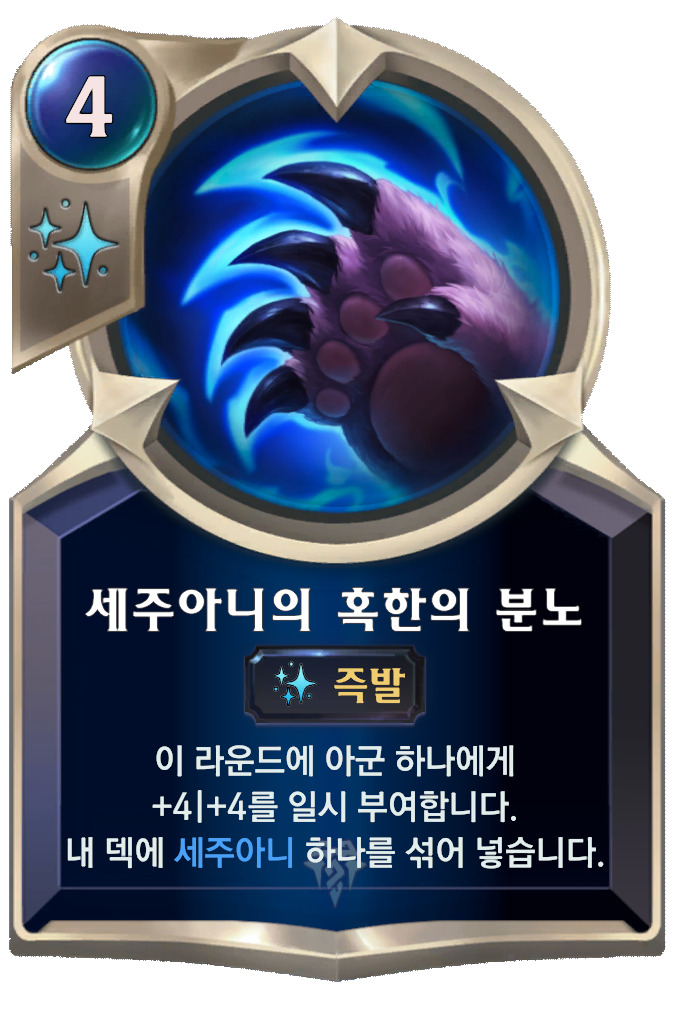 4
세주아니의 혹한의 분노
즉발
이 라운드에 아군 하나에게
+4|+4를 일시 부여합니다.
내 덱에 세주아니 하나를 섞어 넣습니다.